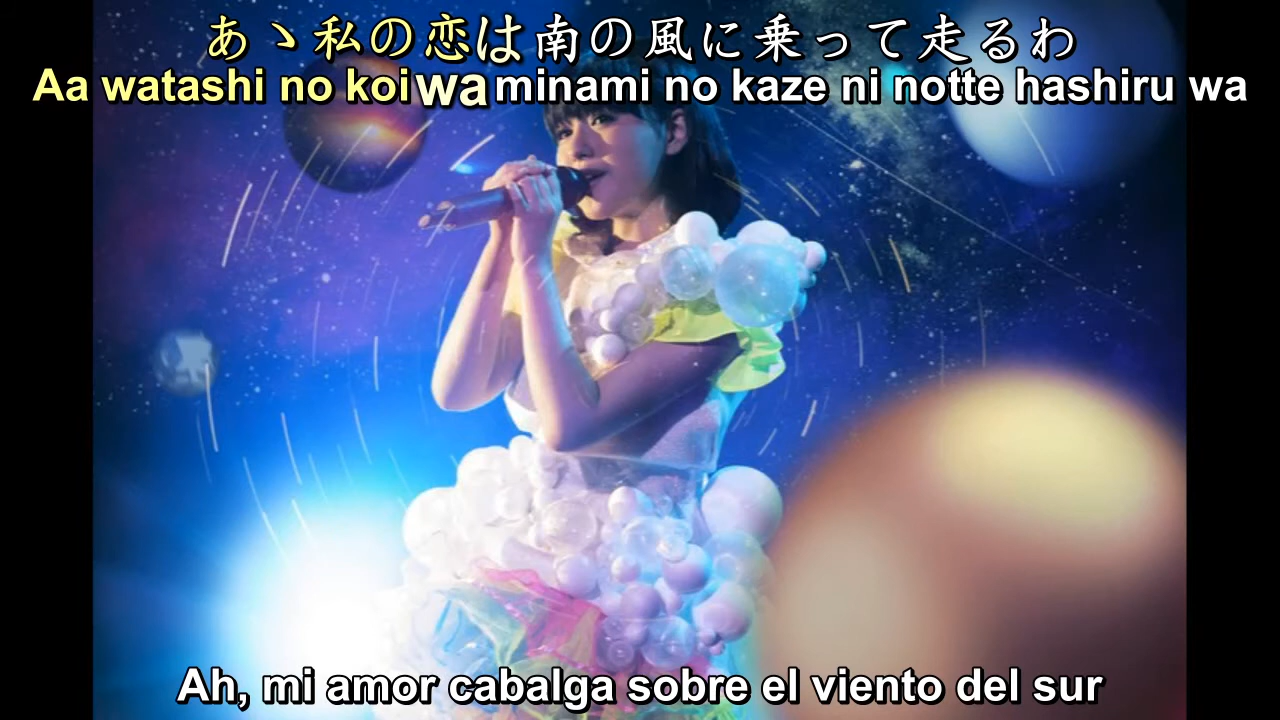 あゝ私の恋は南の風に乗って走るわ
Aa watashi no koi wa minami no kaze ni notte hashiru wa
Ah, mi amor cabalga sobre el viento del sur